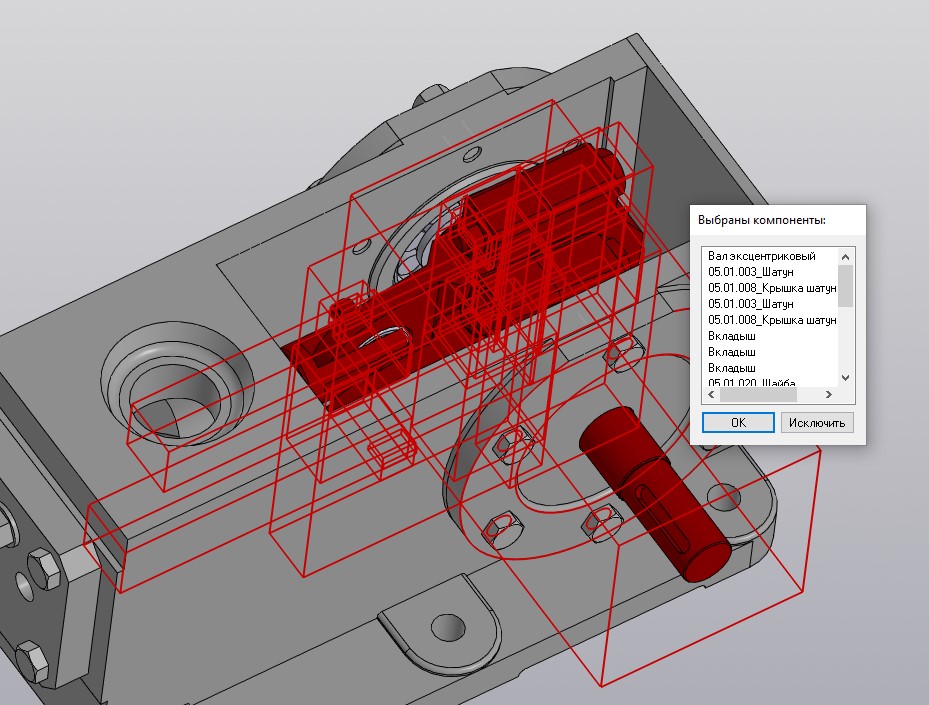 Выбраны компоненты:
Вал эксцентриковый
05.01.003_Шатун
05.01.008_Крышка шатун
05.01.003_Шатун
05.01.008_Крышка шатун
Вкладыш
Вкладыш
Вкладыш
05.01.020_Шайба
OK
Исключить